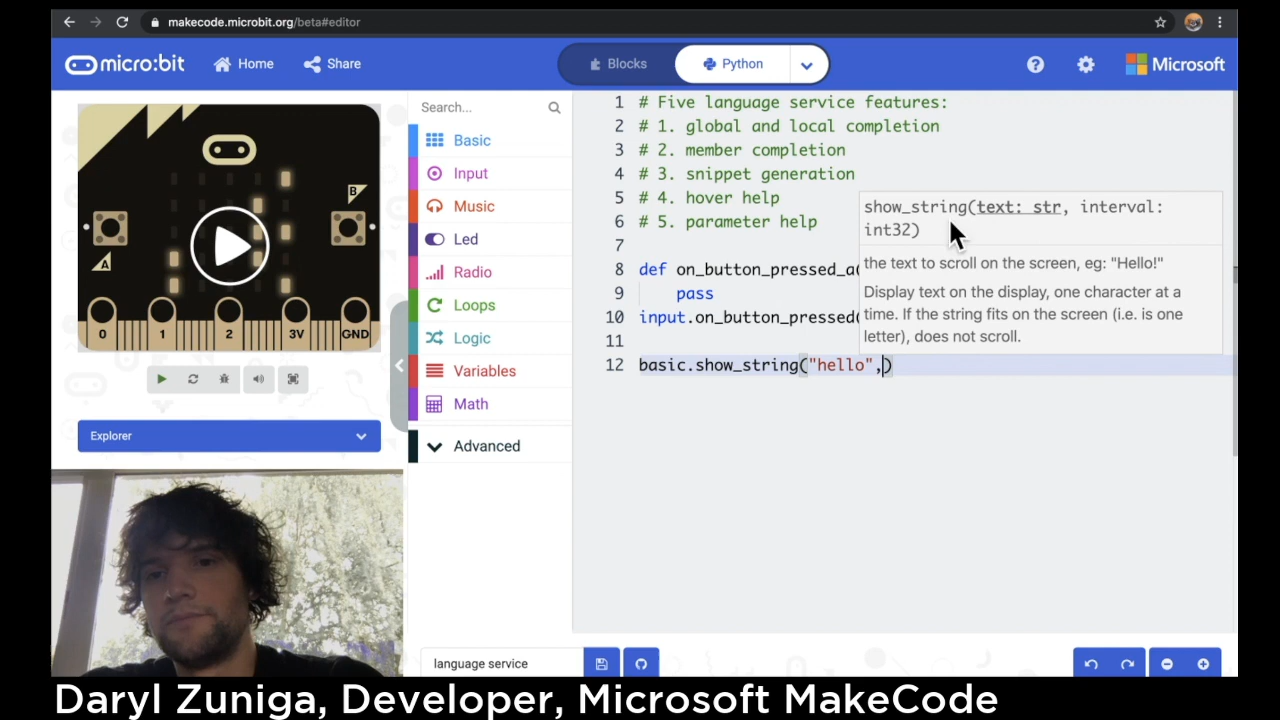 makecode.microbit.org/beta#editor
micro:bit
Home
Share
Blocks
Python
Microsoft
Search...
Basic
Input
Music
Led
Radio
Loops
Logic
Variables
Math
Advanced
A
B
0 1 2 3V GND
Explorer
1 # Five language service features:
2 # 1. global and local completion
3 # 2. member completion
4 # 3. snippet generation
5 # 4. hover help
6 # 5. parameter help
7
8 def on_button_pressed_a(
9 pass
10 input.on_button_pressed(
11
12 basic.show_string("hello",)
show_string(text: str, interval:
int32)
the text to scroll on the screen, eg: "Hello!"
Display text on the display, one character at a
time. If the string fits on the screen (i.e. is one
letter), does not scroll.
language service
Daryl Zuniga, Developer, Microsoft MakeCode